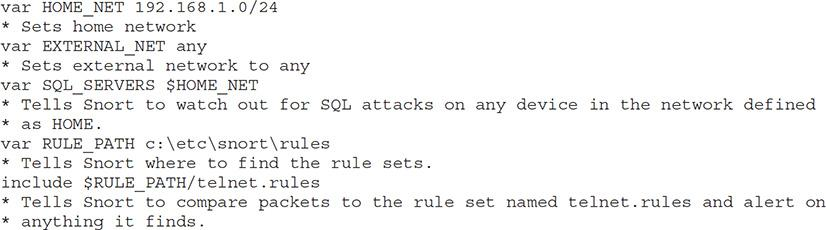 var HOME_NET 192.168.1.0/24
* Sets home network
var EXTERNAL_NET any
* Sets external network to any
var SQL_SERVERS $HOME_NET
* Tells Snort to watch out for SQL attacks on any device in the network defined
* as HOME.
var RULE_PATH c:\etc\snort\rules
* Tells Snort where to find the rule sets.
include $RULE_PATH/telnet.rules
* Tells Snort to compare packets to the rule set named telnet.rules and alert on
* anything it finds.